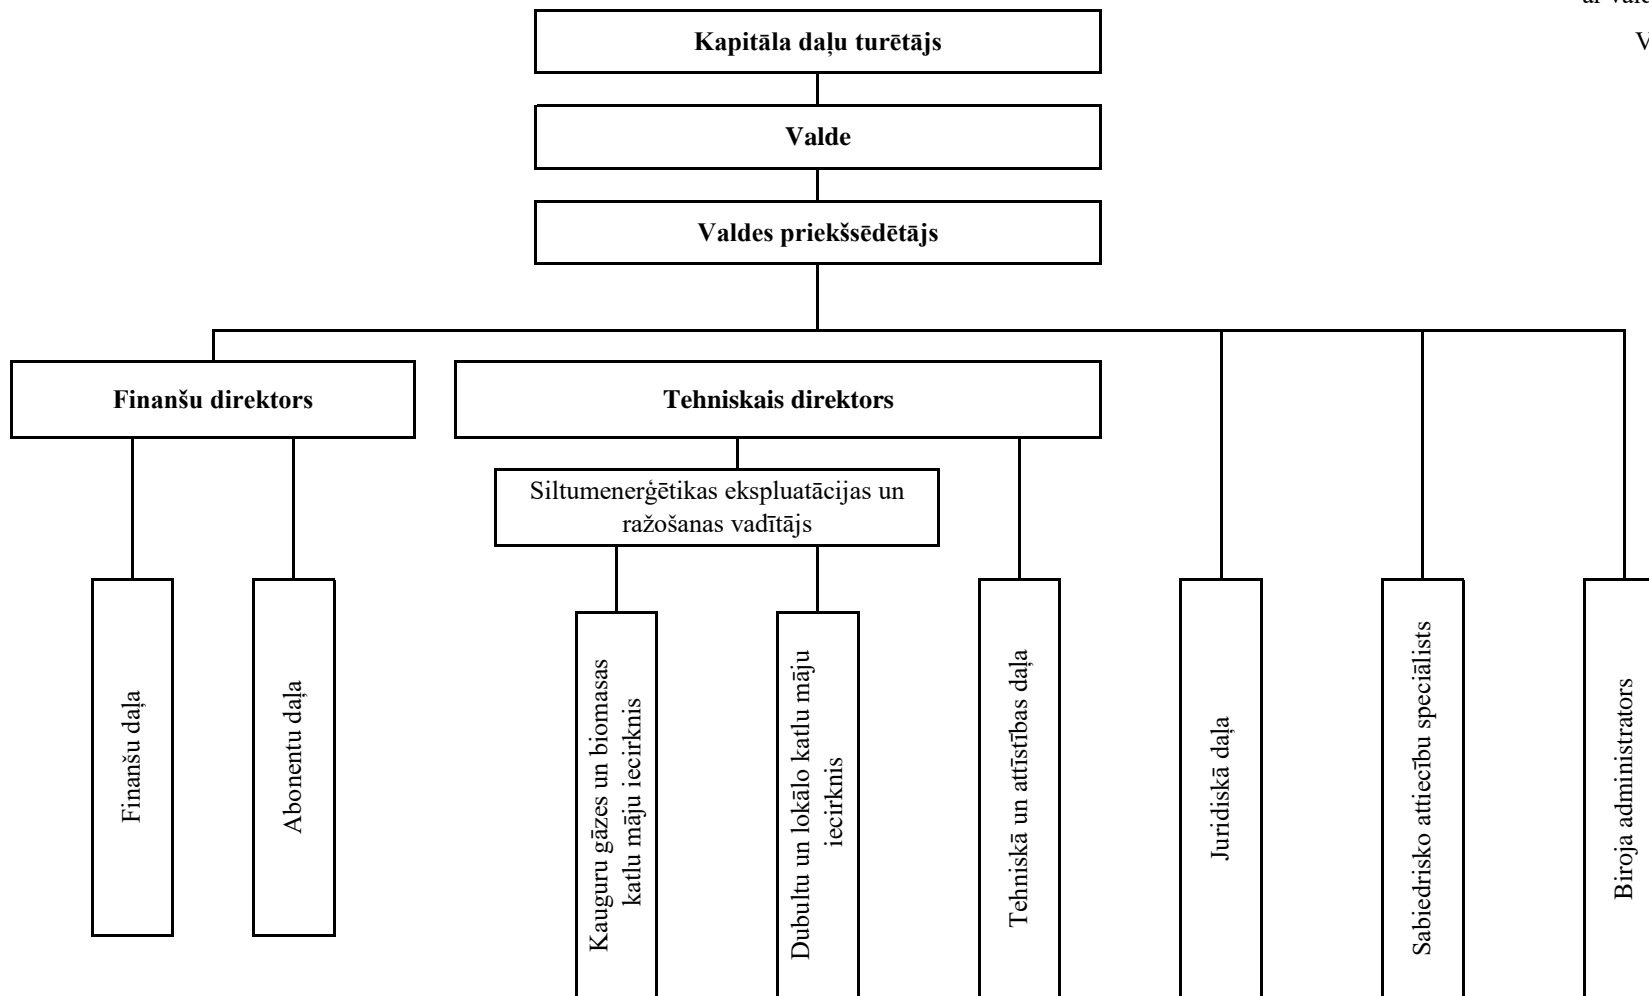 Kapitāla daļu turētājs
Valde
Valdes priekšsēdētājs
Finanšu direktors
Tehniskais direktors
Siltumenerģētikas ekspluatācijas un
ražošanas vadītājs
Finanšu daļa
Abonentu daļa
Kauguru gāzes un biomasas
katlu māju iecirknis
Dubultu un lokālo katlu māju
iecirknis
Tehniskā un attīstības daļa
Juridiskā daļa
Sabiedrisko attiecību speciālists
Biroja administrators